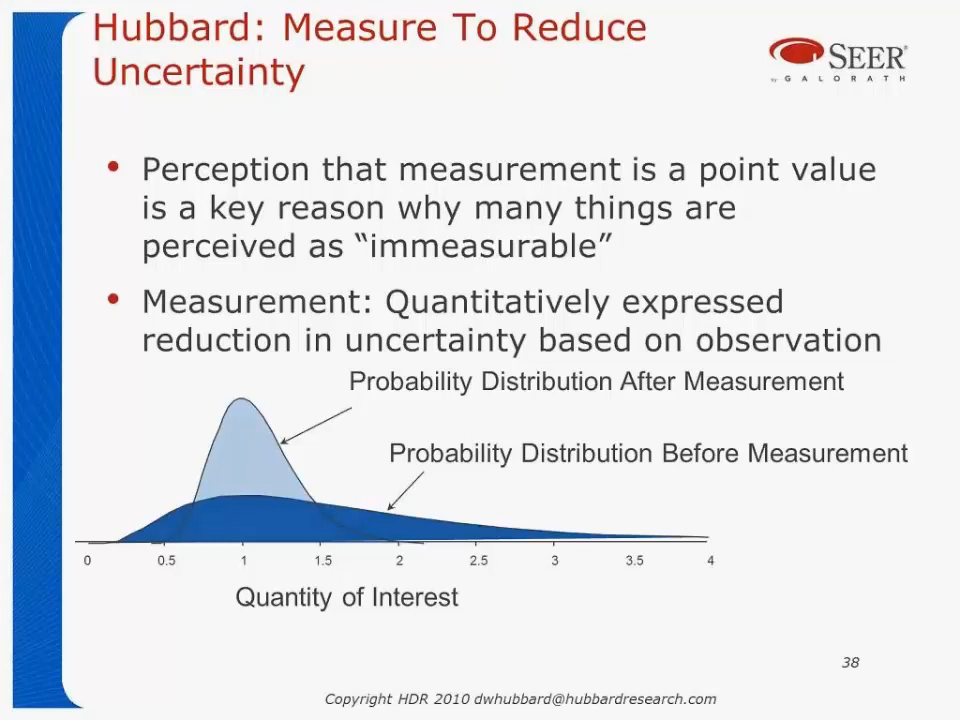 Hubbard: Measure To Reduce
Uncertainty
SEER®
by GALORATH
• Perception that measurement is a point value
is a key reason why many things are
perceived as “immeasurable”
• Measurement: Quantitatively expressed
reduction in uncertainty based on observation
Probability Distribution After Measurement
Probability Distribution Before Measurement
0 0.5 1 1.5 2 2.5 3 3.5 4
Quantity of Interest
38
Copyright HDR 2010 dwhubbard@hubbardresearch.com